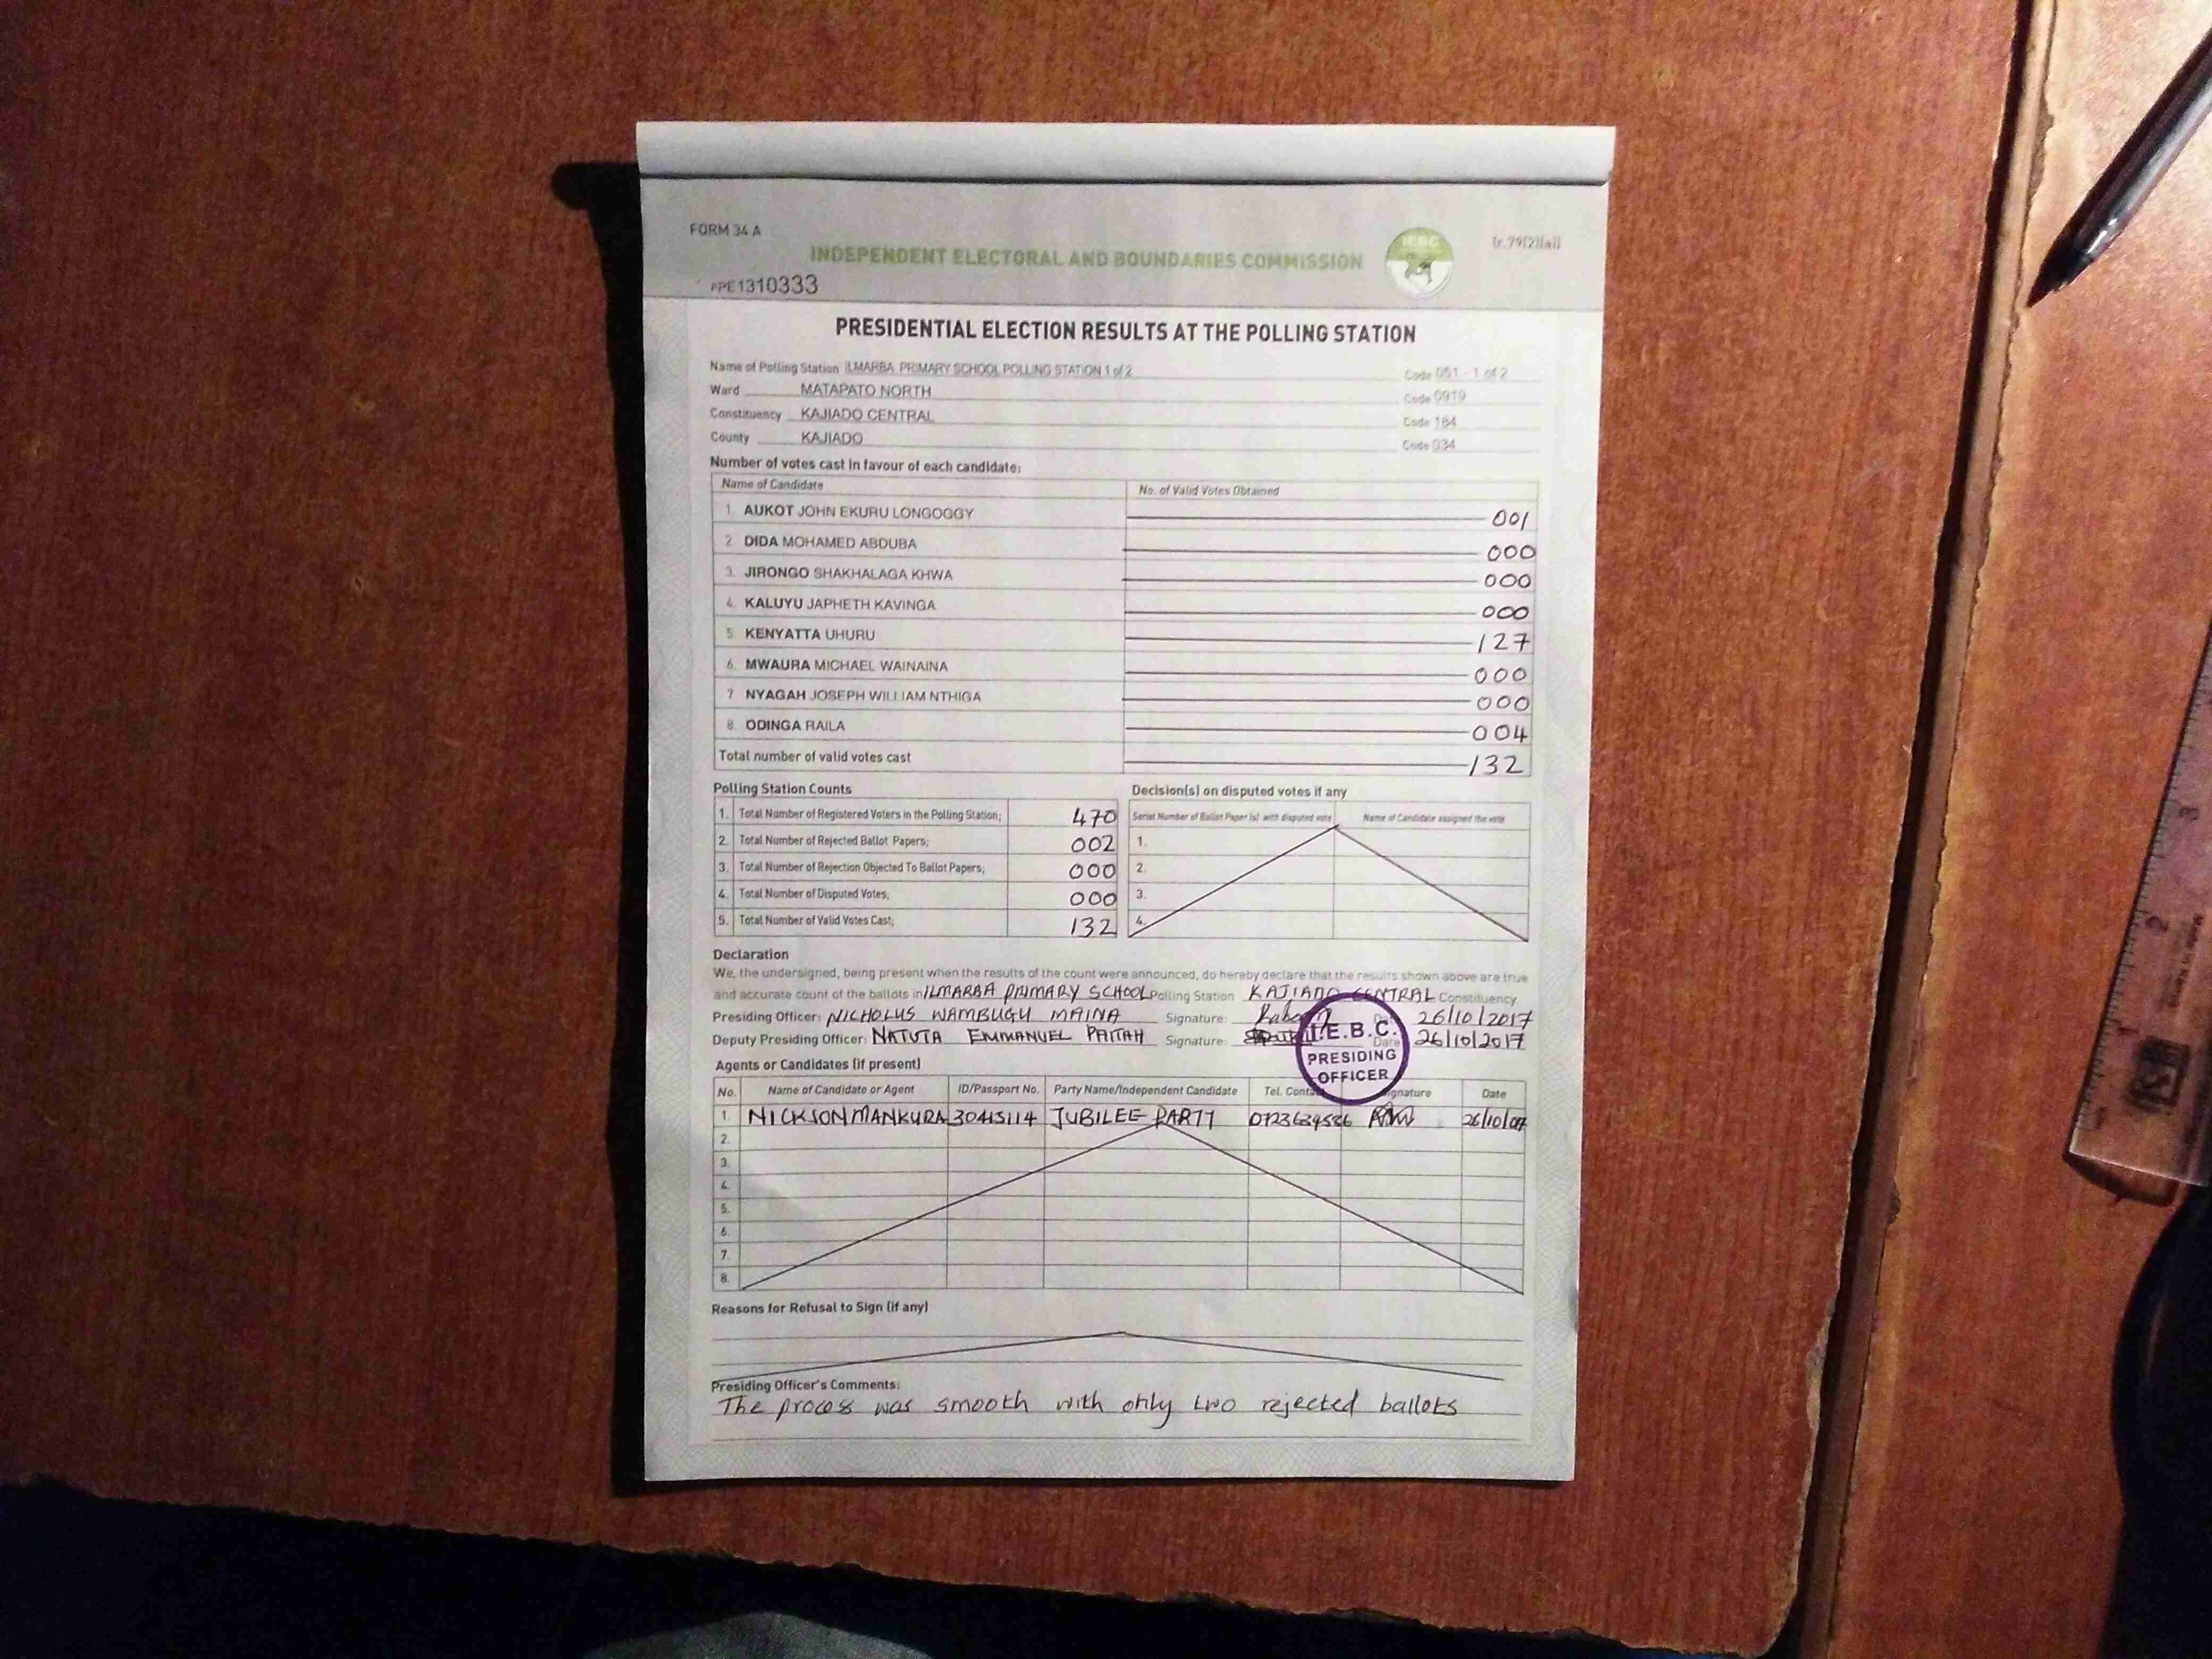 FORM 34 A
INDEPENDENT ELECTORAL AND BOUNDARIES COMMISSION
IEBC
(r.79(2)(a))
PPE1310333
PRESIDENTIAL ELECTION RESULTS AT THE POLLING STATION
Name of Polling Station ILMARBA PRIMARY SCHOOL POLLING STATION 1 of 2 Code 051 - 1 of 2
Ward MATAPATO NORTH Code 0919
Constituency KAJIADO CENTRAL Code 184
County KAJIADO Code 034
Number of votes cast in favour of each candidate:
Name of Candidate No. of Valid Votes Obtained
1. AUKOT JOHN EKURU LONGOGGY 001
2. DIDA MOHAMED ABDUBA 000
3. JIRONGO SHAKHALAGA KHWA 000
4. KALUYU JAPHETH KAVINGA 000
5. KENYATTA UHURU 127
6. MWAURA MICHAEL WAINAINA 000
7. NYAGAH JOSEPH WILLIAM NTHIGA 000
8. ODINGA RAILA 004
Total number of valid votes cast 132
Polling Station Counts
1. Total Number of Registered Voters in the Polling Station; 470
2. Total Number of Rejected Ballot Papers; 002
3. Total Number of Rejection Objected To Ballot Papers; 000
4. Total Number of Disputed Votes; 000
5. Total Number of Valid Votes Cast; 132
Decision(s) on disputed votes if any
Serial Number of Ballot Paper (s) with disputed vote Name of Candidate assigned the vote
1.
2.
3.
4.
Declaration
We, the undersigned, being present when the results of the count were announced, do hereby declare that the results shown above are true
and accurate count of the ballots in ILMARBA PRIMARY SCHOOL Polling Station KAJIADO CENTRAL Constituency.
Presiding Officer: NICHOLUS WAMBUGU MAINA Signature: Date 26/10/2017
Deputy Presiding Officer: NATUTA EMMANUEL PAITAH Signature: Date 26/10/2017
I.E.B.C.
PRESIDING
OFFICER
Agents or Candidates (if present)
No. Name of Candidate or Agent ID/Passport No. Party Name/Independent Candidate Tel. Contact Signature Date
1. NICKSON MANKURA JUBILEE PARTY
2.
3.
4.
5.
6.
7.
8.
Reasons for Refusal to Sign (if any)
Presiding Officer's Comments:
The process was smooth with only two rejected ballots
3
2